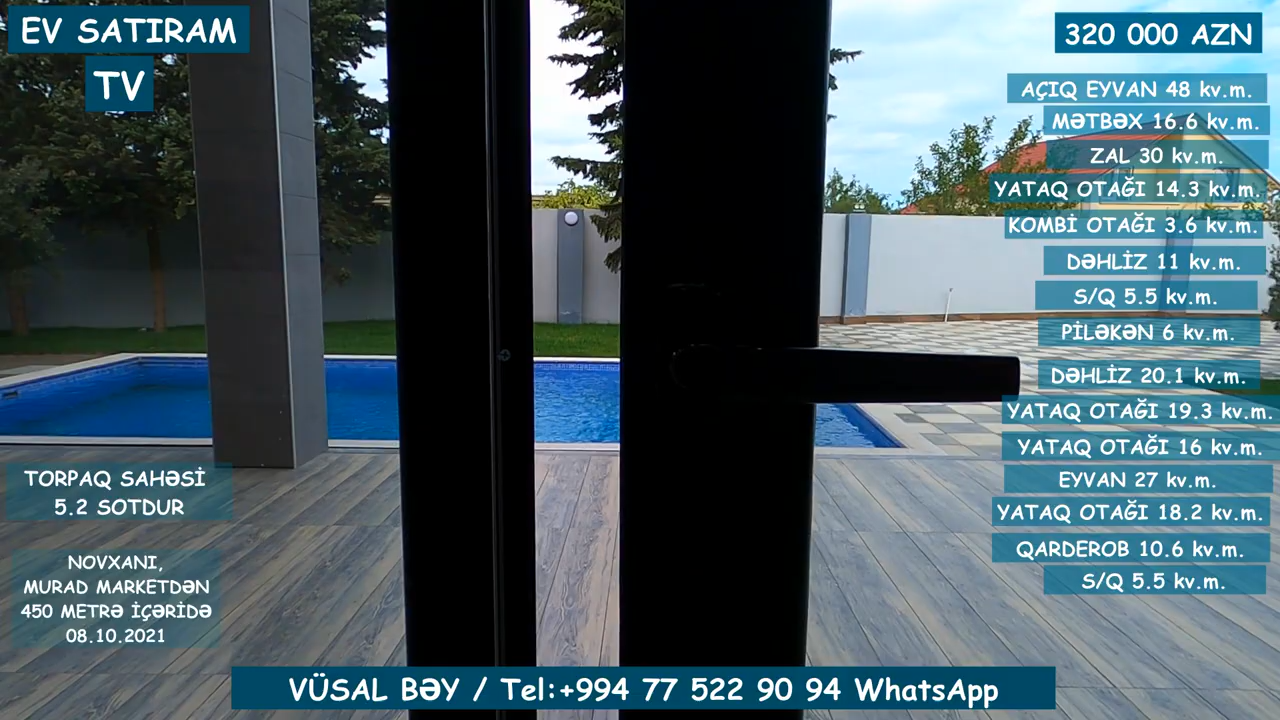 EV SATIRAM
TV
320 000 AZN
AÇIQ EYVAN 48 kv.m.
MƏTBƏX 16.6 kv.m.
ZAL 30 kv.m.
YATAQ OTAĞI 14.3 kv.m.
KOMBİ OTAĞI 3.6 kv.m.
DƏHLİZ 11 kv.m.
S/Q 5.5 kv.m.
PİLƏKƏN 6 kv.m.
DƏHLİZ 20.1 kv.m.
YATAQ OTAĞI 19.3 kv.m.
YATAQ OTAĞI 16 kv.m.
EYVAN 27 kv.m.
YATAQ OTAĞI 18.2 kv.m.
QARDEROB 10.6 kv.m.
S/Q 5.5 kv.m.
TORPAQ SAHƏSİ
5.2 SOTDUR
NOVXANI,
MURAD MARKETDƏN
450 METRƏ İÇƏRİDƏ
08.10.2021
VÜSAL BƏY / Tel:+994 77 522 90 94 WhatsApp